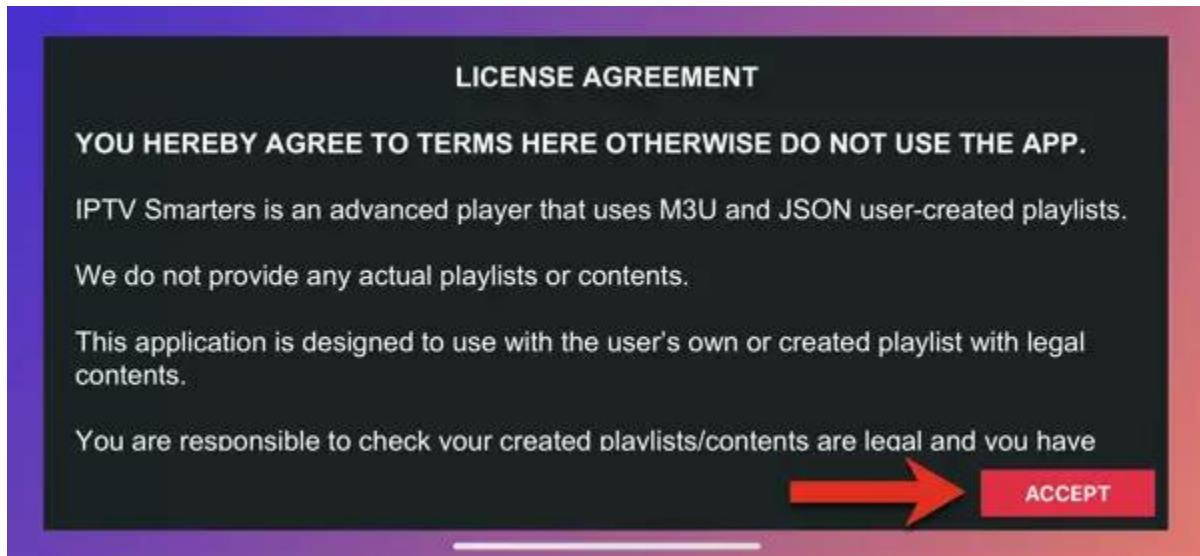 LICENSE AGREEMENT
YOU HEREBY AGREE TO TERMS HERE OTHERWISE DO NOT USE THE APP.
IPTV Smarters is an advanced player that uses M3U and JSON user-created playlists.
We do not provide any actual playlists or contents.
This application is designed to use with the user's own or created playlist with legal
contents.
You are responsible to check your created playlists/contents are legal and you have
ACCEPT